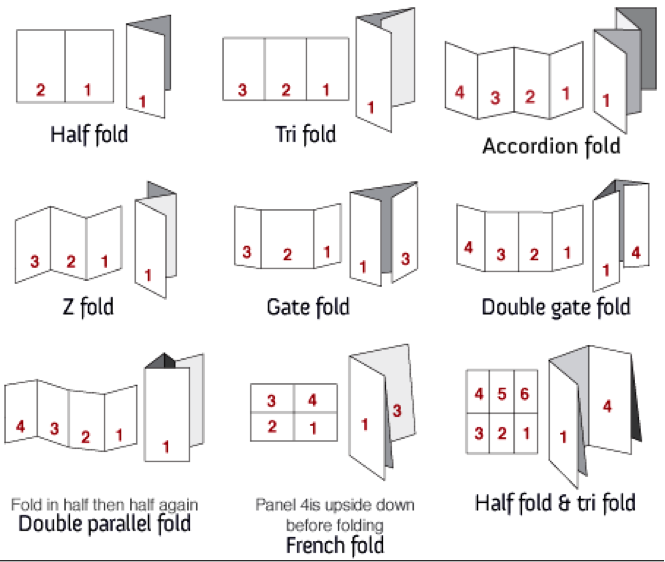 2 1 1
Half fold
3 2 1 1
Tri fold
4 3 2 1 1
Accordion fold
3 2 1 1
Z fold
3 2 1 1 3
Gate fold
4 3 2 1 1 4
Double gate fold
4 3 2 1 1
Fold in half then half again
Double parallel fold
3 4
2 1
1 3
Panel 4is upside down
before folding
French fold
4 5 6
3 2 1
1 4
Half fold & tri fold